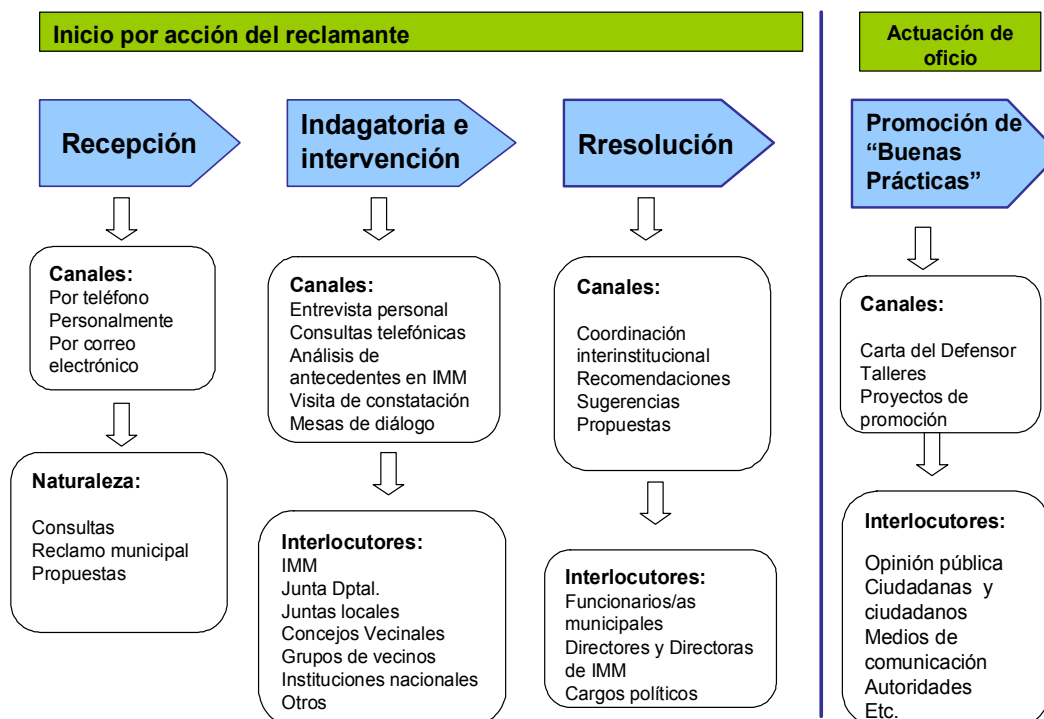 Inicio por acción del reclamante
Actuación de
oficio
Recepción
Indagatoria e
intervención
Rresolución
Promoción de
“Buenas
Prácticas”
Canales:
Por teléfono
Personalmente
Por correo
electrónico
Naturaleza:
Consultas
Reclamo municipal
Propuestas
Canales:
Entrevista personal
Consultas telefónicas
Análisis de
antecedentes en IMM
Visita de constatación
Mesas de diálogo
Interlocutores:
IMM
Junta Dptal.
Juntas locales
Concejos Vecinales
Grupos de vecinos
Instituciones nacionales
Otros
Canales:
Coordinación
interinstitucional
Recomendaciones
Sugerencias
Propuestas
Interlocutores:
Funcionarios/as
municipales
Directores y Directoras
de IMM
Cargos políticos
Canales:
Carta del Defensor
Talleres
Proyectos de
promoción
Interlocutores:
Opinión pública
Ciudadanas y
ciudadanos
Medios de
comunicación
Autoridades
Etc.